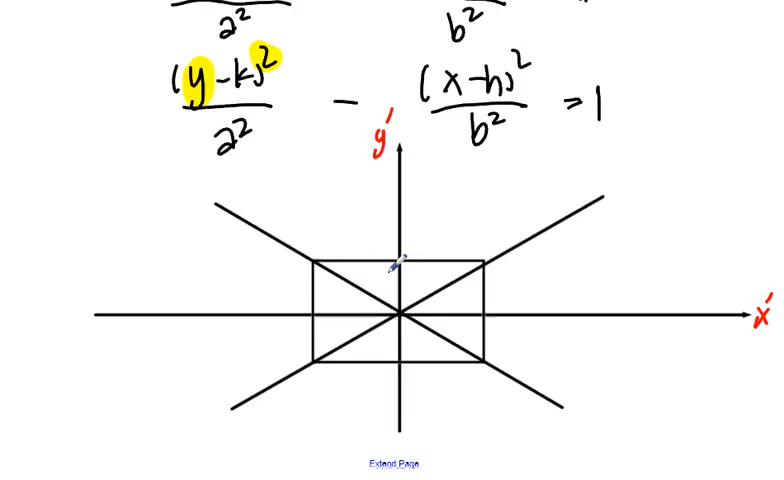 a² b²
(y-k)² / a² - (x-h)² / b² = 1
y'
x'
Extend Page